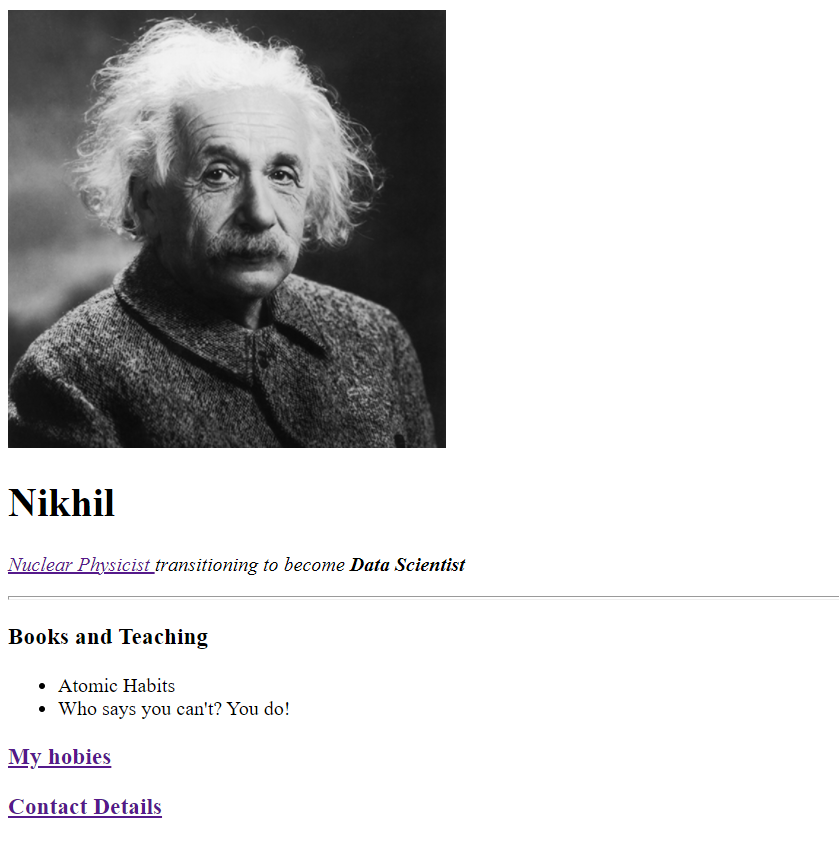 Nikhil
Nuclear Physicist transitioning to become Data Scientist
Books and Teaching
Atomic Habits
Who says you can't? You do!
My hobies
Contact Details